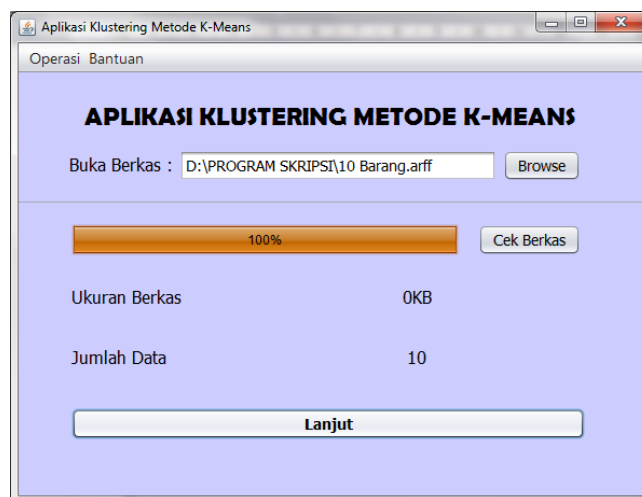 Aplikasi Klustering Metode K-Means
Operasi Bantuan
APLIKASI KLUSTERING METODE K-MEANS
Buka Berkas : D:\PROGRAM SKRIPSI\10 Barang.arff Browse
100% Cek Berkas
Ukuran Berkas 0KB
Jumlah Data 10
Lanjut